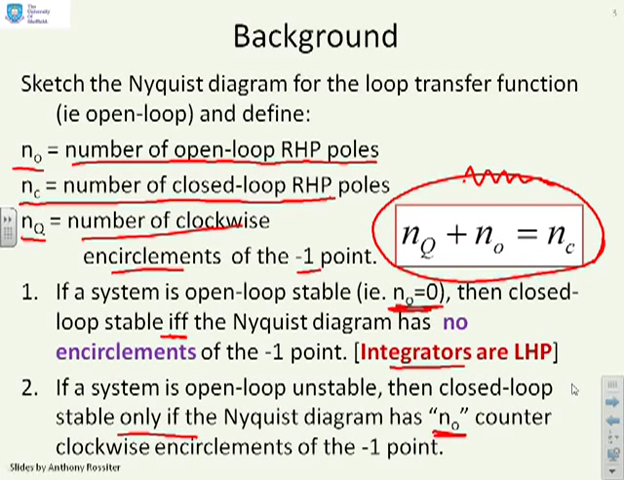 The
University
Of
Sheffield.
3
Background
Sketch the Nyquist diagram for the loop transfer function
(ie open-loop) and define:
nₒ = number of open-loop RHP poles
n꜀ = number of closed-loop RHP poles
n_Q = number of clockwise
encirclements of the -1 point.
n_Q + nₒ = n꜀
1. If a system is open-loop stable (ie. nₒ=0), then closed-
loop stable iff the Nyquist diagram has no
encirclements of the -1 point. [Integrators are LHP]
2. If a system is open-loop unstable, then closed-loop
stable only if the Nyquist diagram has “nₒ” counter
clockwise encirclements of the -1 point.
Slides by Anthony Rossiter